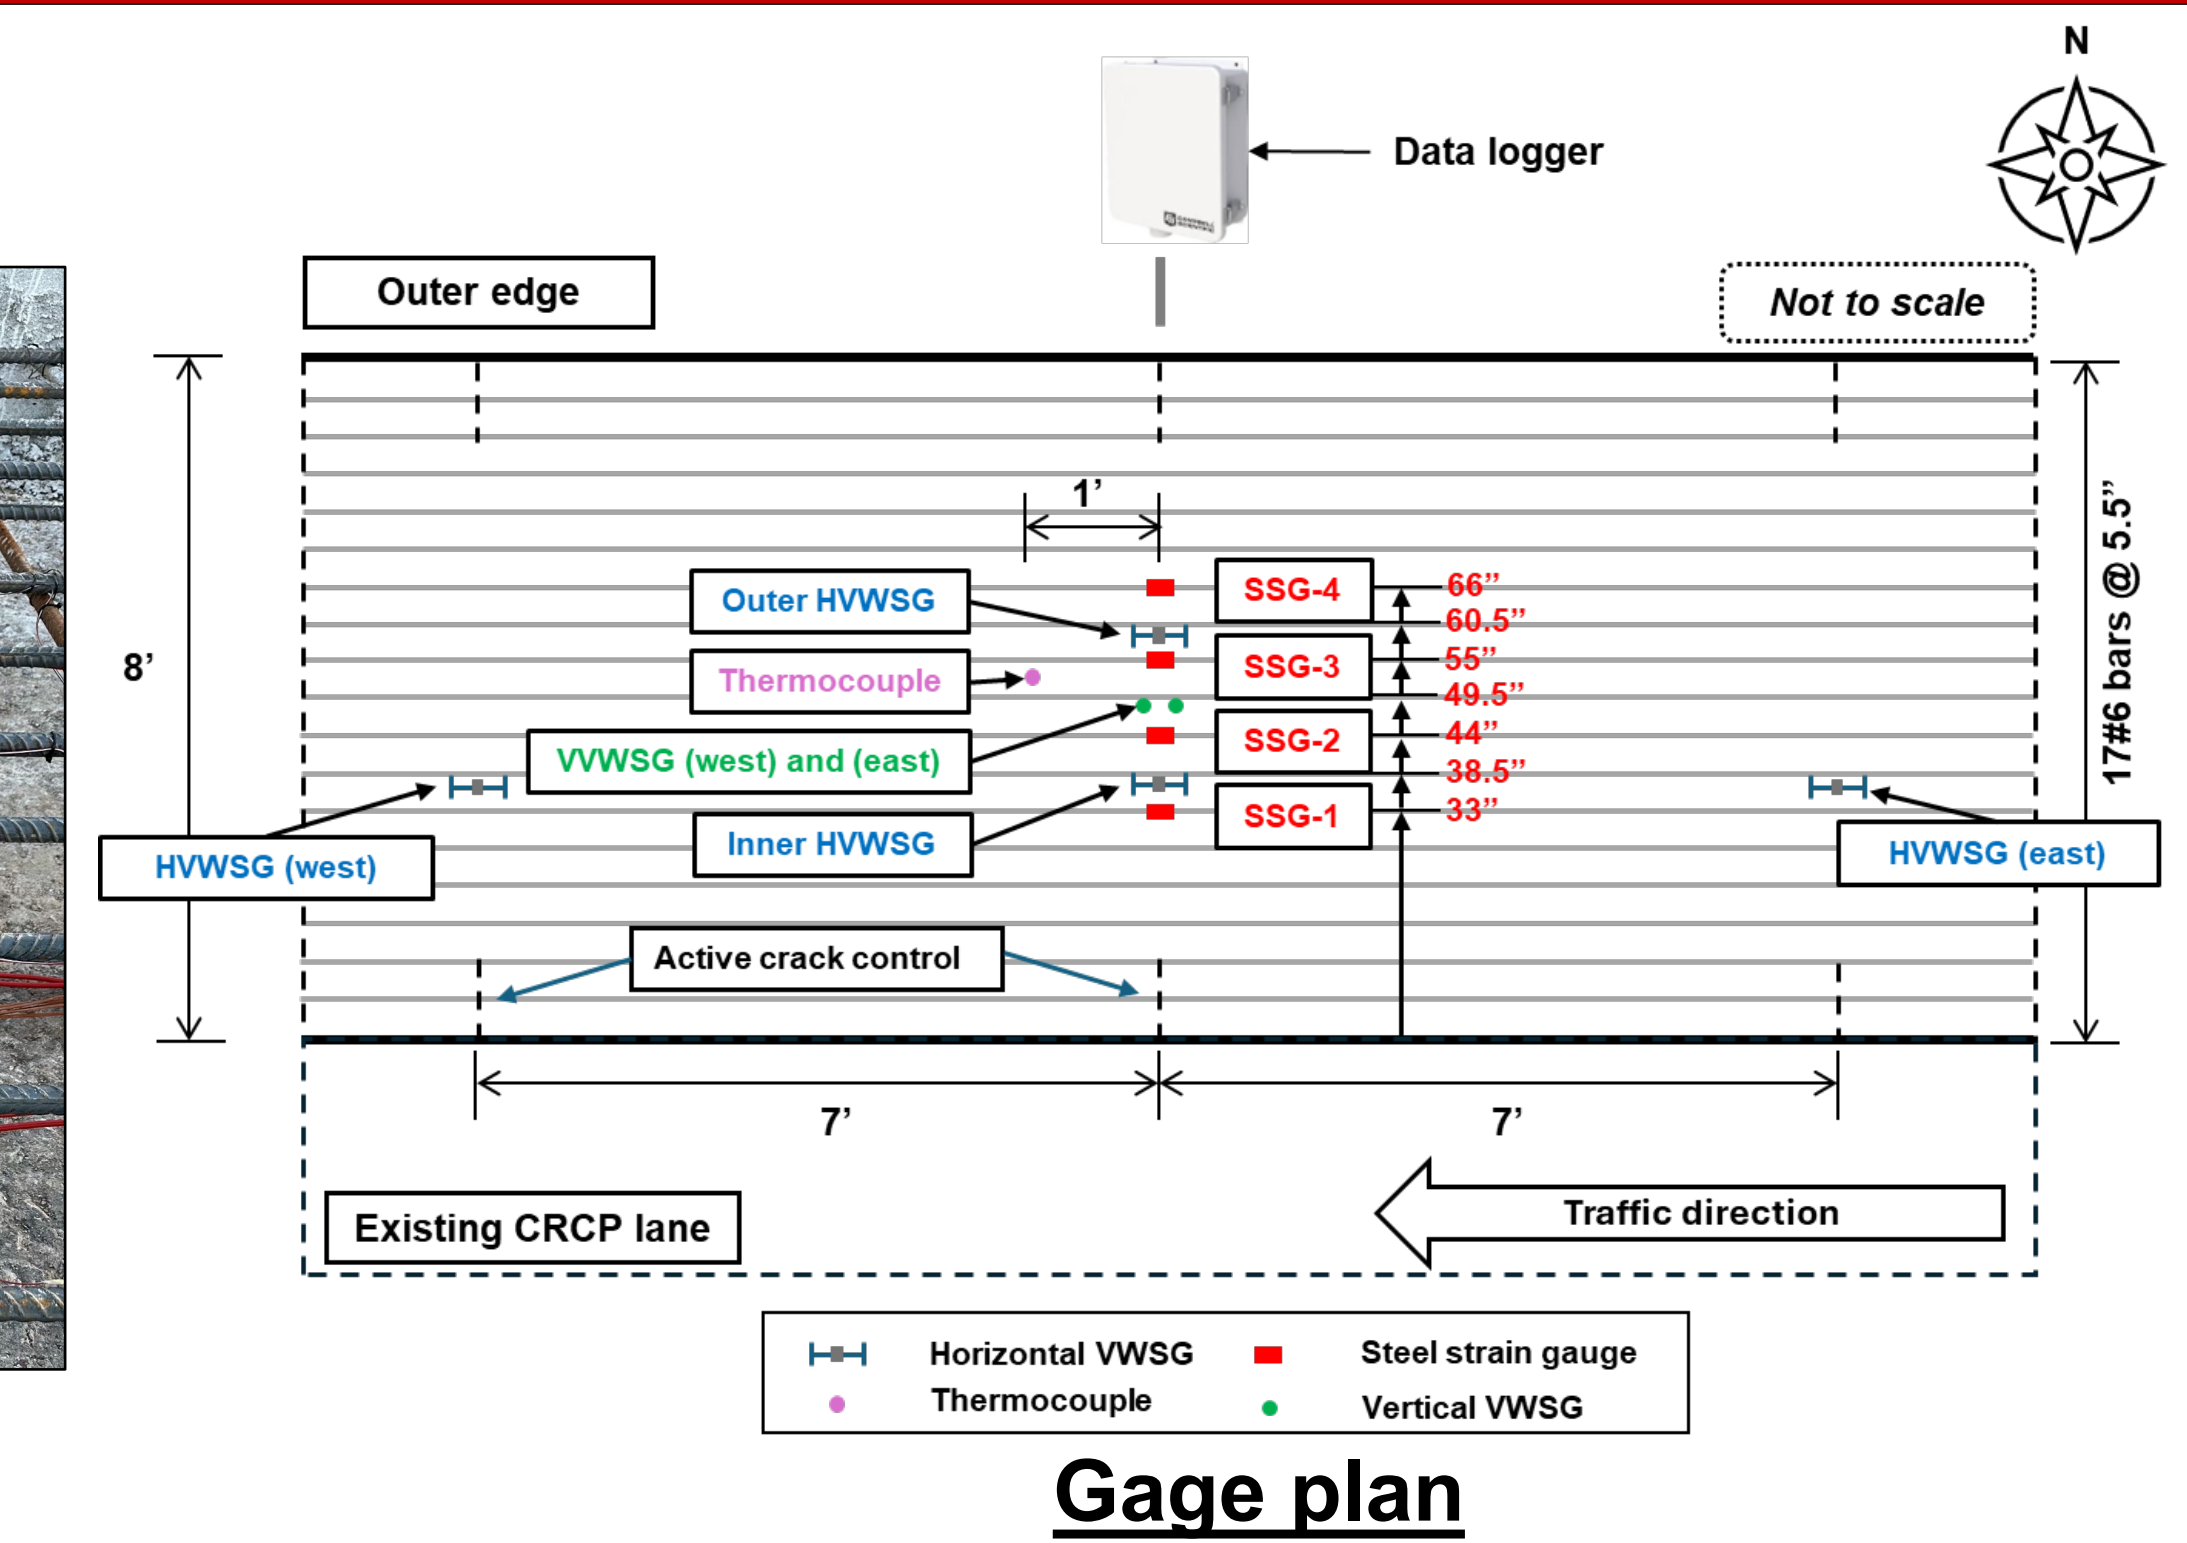 N
Data logger
CAMPBELL
SCIENTIFIC
Outer edge
Not to scale
1’
Outer HVWSG
SSG-4
66”
60.5”
8’
Thermocouple
SSG-3
55”
49.5”
17#6 bars @ 5.5”
VVWSG (west) and (east)
SSG-2
44”
38.5”
HVWSG (west)
Inner HVWSG
SSG-1
33”
HVWSG (east)
Active crack control
7’
7’
Existing CRCP lane
Traffic direction
Horizontal VWSG
Steel strain gauge
Thermocouple
Vertical VWSG
Gage plan